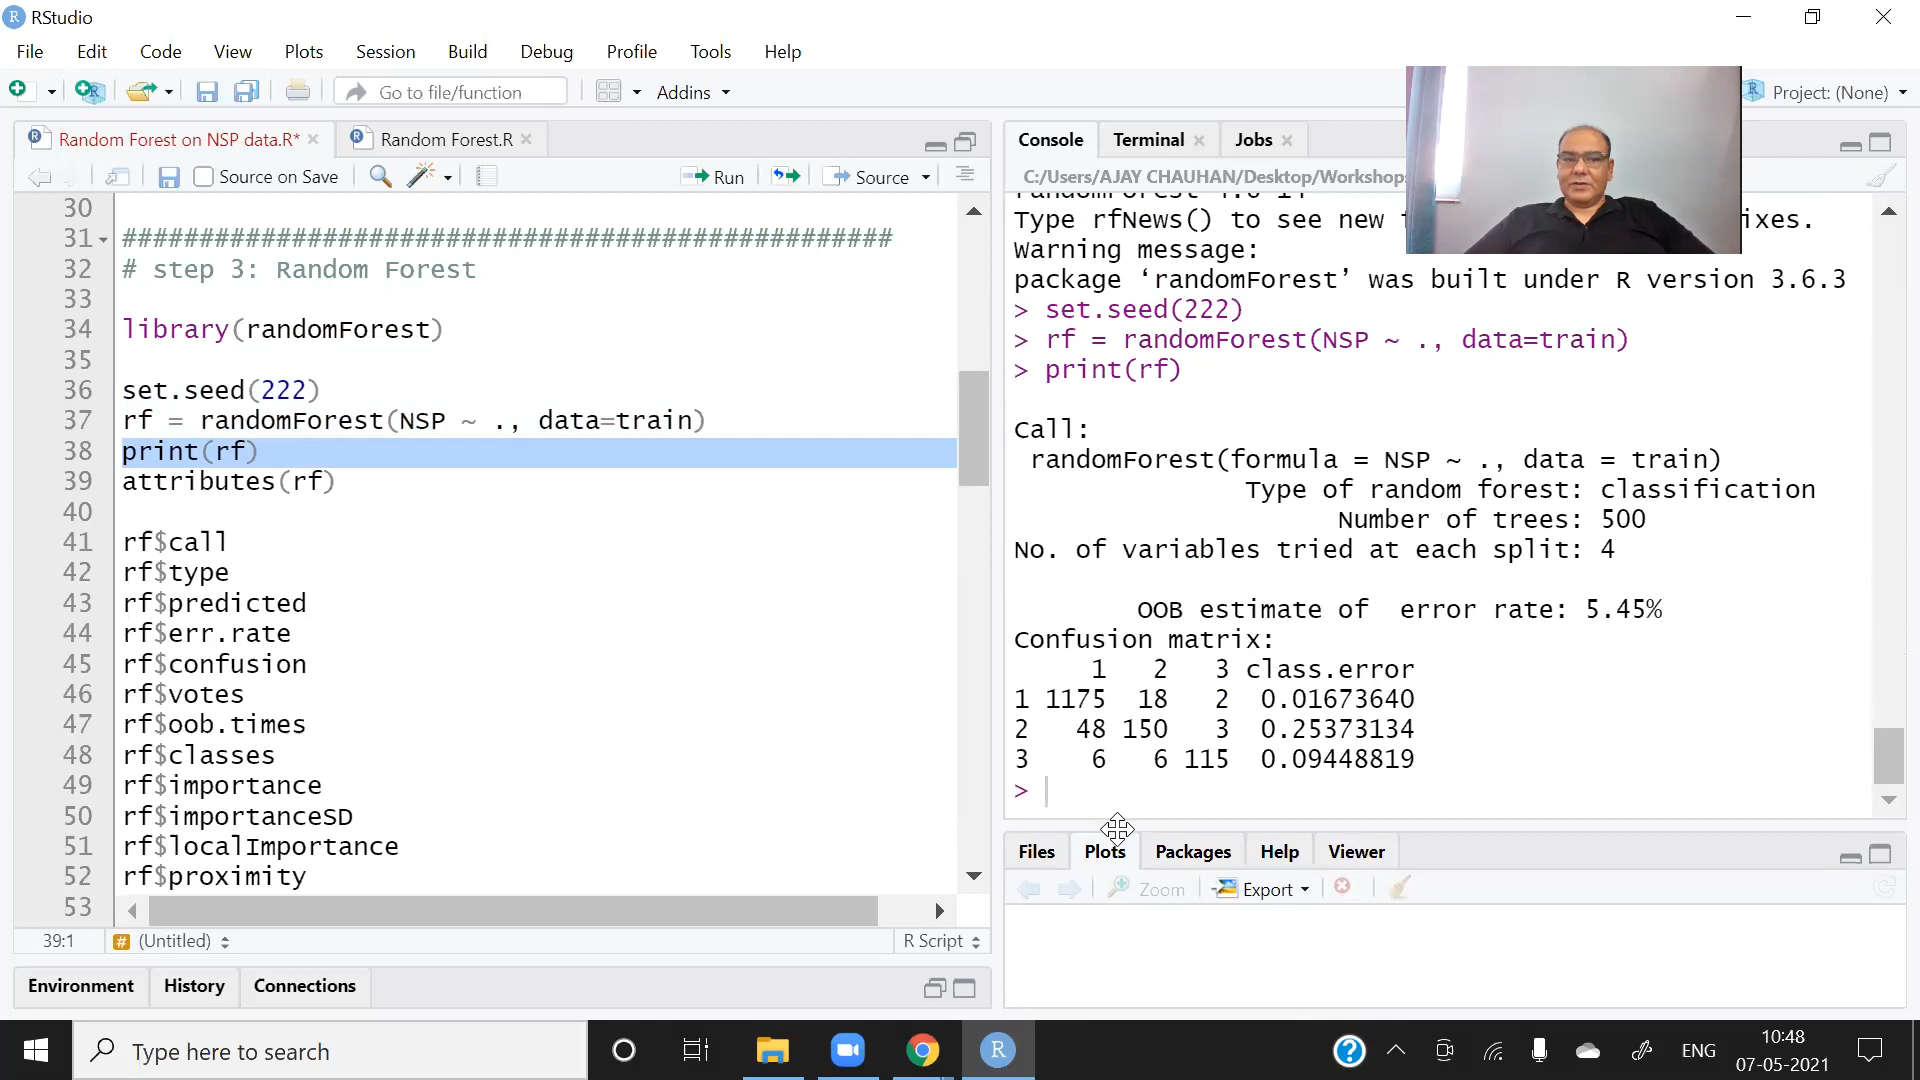 RStudio
File Edit Code View Plots Session Build Debug Profile Tools Help
Go to file/function Addins Project: (None)
Random Forest on NSP data.R* Random Forest.R
Source on Save Run Source
30
31 ##################################################
32 # step 3: Random Forest
33
34 library(randomForest)
35
36 set.seed(222)
37 rf = randomForest(NSP ~ ., data=train)
38 print(rf)
39 attributes(rf)
40
41 rf$call
42 rf$type
43 rf$predicted
44 rf$err.rate
45 rf$confusion
46 rf$votes
47 rf$oob.times
48 rf$classes
49 rf$importance
50 rf$importanceSD
51 rf$localImportance
52 rf$proximity
53
39:1 # (Untitled) R Script
Environment History Connections
Console Terminal Jobs
C:/Users/AJAY CHAUHAN/Desktop/Workshop
Type rfNews() to see new ixes.
Warning message:
package ‘randomForest’ was built under R version 3.6.3
> set.seed(222)
> rf = randomForest(NSP ~ ., data=train)
> print(rf)
Call:
randomForest(formula = NSP ~ ., data = train)
Type of random forest: classification
Number of trees: 500
No. of variables tried at each split: 4
OOB estimate of error rate: 5.45%
Confusion matrix:
1 2 3 class.error
1 1175 18 2 0.01673640
2 48 150 3 0.25373134
3 6 6 115 0.09448819
>
Files Plots Packages Help Viewer
Zoom Export
Type here to search
ENG
10:48
07-05-2021